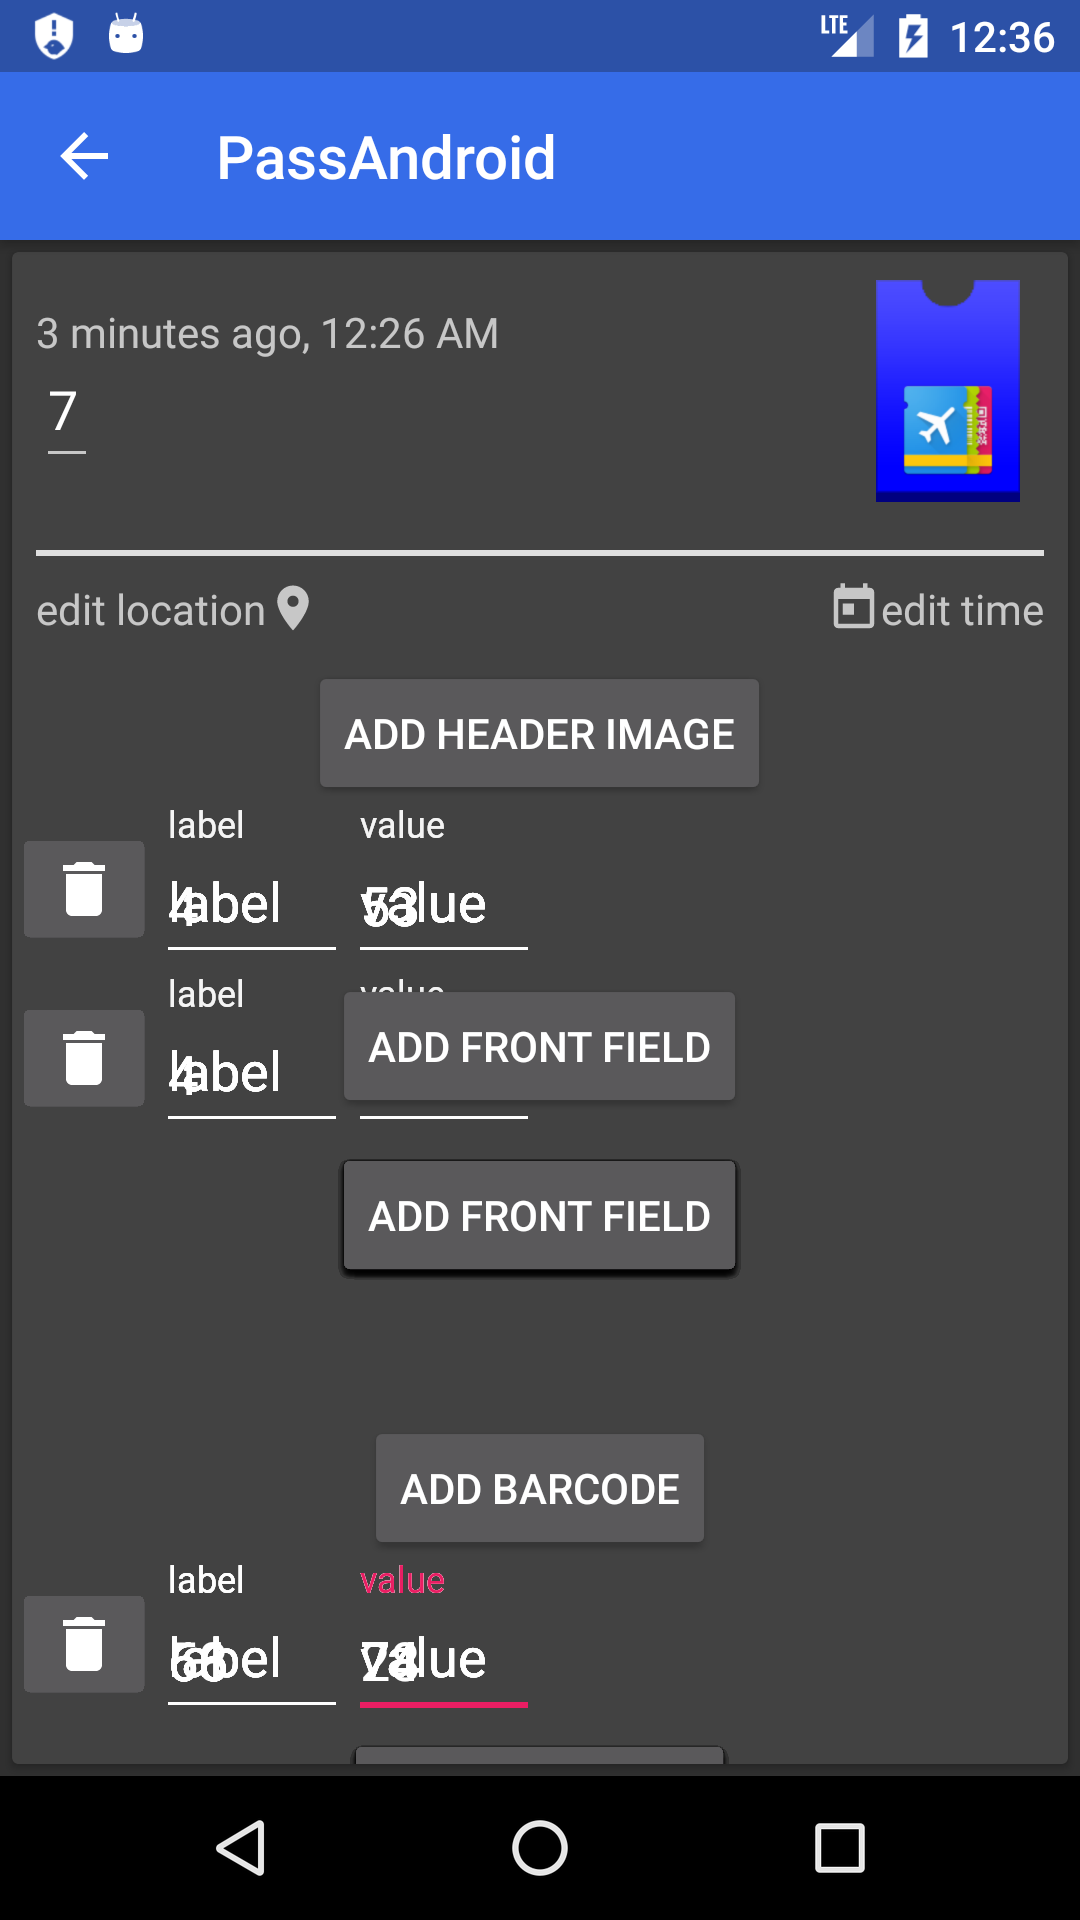 LTE 12:36
PassAndroid
3 minutes ago, 12:26 AM
7
edit location edit time
ADD HEADER IMAGE
label value
label value
label value
label
ADD FRONT FIELD
ADD FRONT FIELD
ADD BARCODE
label value
label value